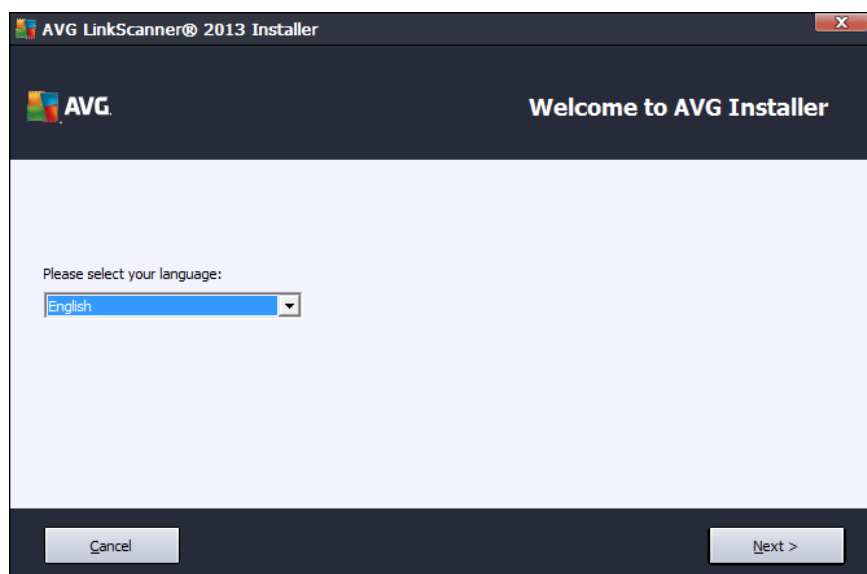 AVG LinkScanner® 2013 Installer
X
AVG.
Welcome to AVG Installer
Please select your language:
English
Cancel
Next >